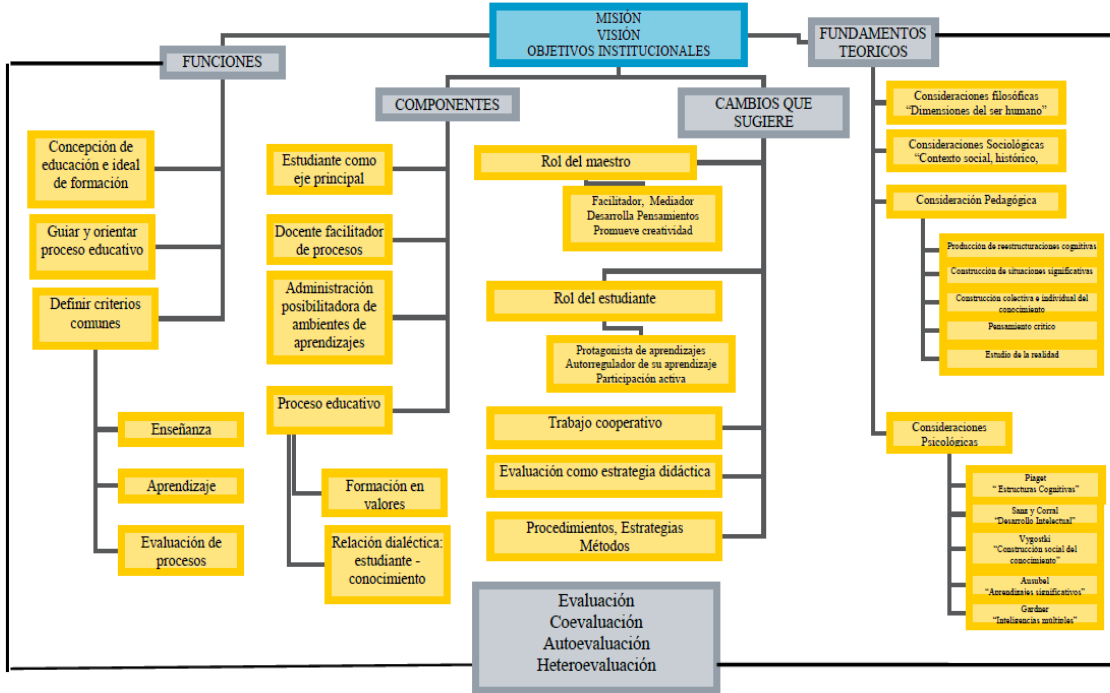 MISIÓN
VISIÓN
OBJETIVOS INSTITUCIONALES
FUNCIONES
Concepción de
educación e ideal
de formación
Guiar y orientar
proceso educativo
Definir criterios
comunes
Enseñanza
Aprendizaje
Evaluación de
procesos
COMPONENTES
Estudiante como
eje principal
Docente facilitador
de procesos
Administración
posibilitadora de
ambientes de
aprendizajes
Proceso educativo
Formación en
valores
Relación dialéctica:
estudiante -
conocimiento
CAMBIOS QUE
SUGIERE
Rol del maestro
Facilitador, Mediador
Desarrolla Pensamientos
Promueve creatividad
Rol del estudiante
Protagonista de aprendizajes
Autorregulador de su aprendizaje
Participación activa
Trabajo cooperativo
Evaluación como estrategia didáctica
Procedimientos, Estrategias
Métodos
FUNDAMENTOS
TEORICOS
Consideraciones filosóficas
“Dimensiones del ser humano”
Consideraciones Sociológicas
“Contexto social, histórico,
Consideración Pedagógica
Producción de reestructuraciones cognitivas
Construcción de situaciones significativas
Construcción colectiva e individual del
conocimiento
Pensamiento critico
Estudio de la realidad
Consideraciones
Psicológicas
Piaget
“ Estructuras Cognitivas”
Sanz y Corral
“Desarrollo Intelectual”
Vygostki
“Construcción social del
conocimiento”
Ausubel
“Aprendizajes significativos”
Gardner
“Inteligencias múltiples”
Evaluación
Coevaluación
Autoevaluación
Heteroevaluación